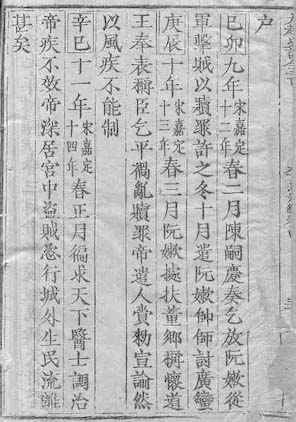 户
己卯九年宋嘉定十二年春二月陳嗣慶奏乞放阮嫩從
軍擊賊以贖罪許之冬十月遣阮嫩帥師討廣蠻
庚辰十年宋嘉定十三年春三月阮嫩據扶董鄉稱懷道
王奉表稱臣乞平禍亂贖罪帝遣人賫勑宣諭然
以風疾不能制
辛巳十一年宋嘉定十四年春正月徧求天下醫士調治
帝疾不效帝深居宮中盜賊恣行城外生民流離
甚矣